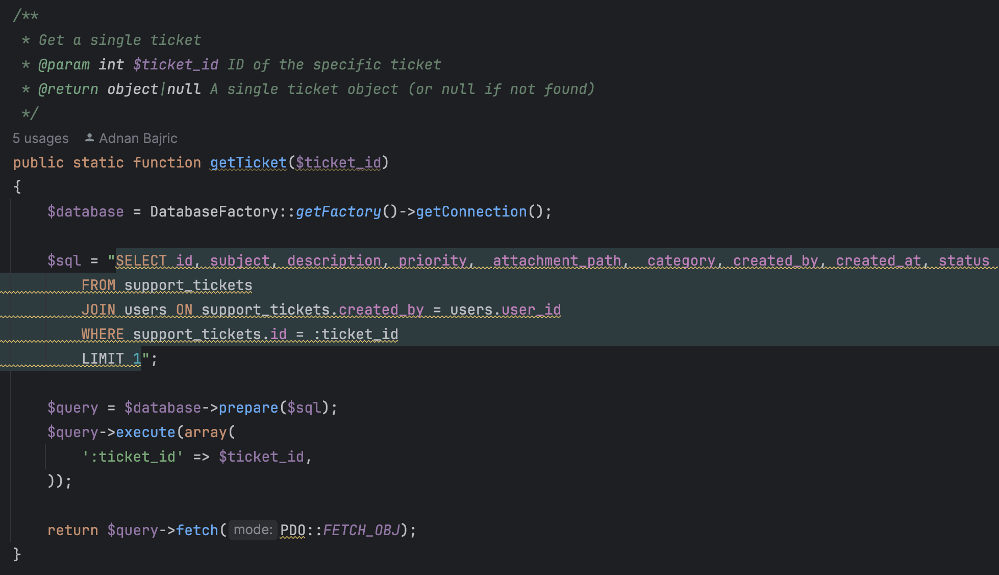 /**
 * Get a single ticket
 * @param int $ticket_id ID of the specific ticket
 * @return object|null A single ticket object (or null if not found)
 */
5 usages Adnan Bajric
public static function getTicket($ticket_id)
{
    $database = DatabaseFactory::getFactory()->getConnection();

    $sql = "SELECT id, subject, description, priority,  attachment_path,  category, created_by, created_at, status
        FROM support_tickets
        JOIN users ON support_tickets.created_by = users.user_id
        WHERE support_tickets.id = :ticket_id
        LIMIT 1";

    $query = $database->prepare($sql);
    $query->execute(array(
        ':ticket_id' => $ticket_id,
    ));

    return $query->fetch( mode: PDO::FETCH_OBJ);
}